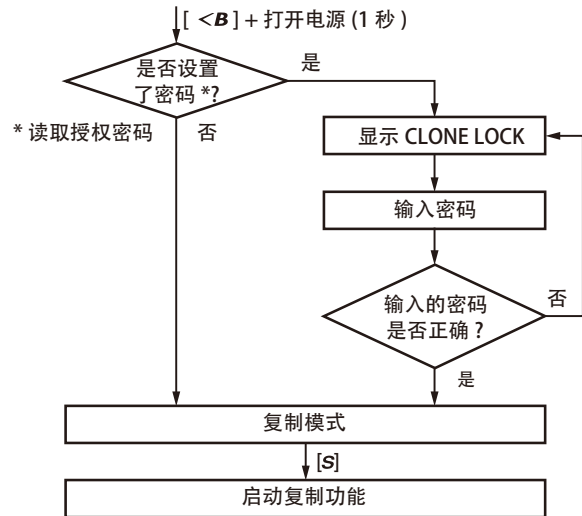 [ <B ] + 打开电源 (1 秒 )
是否设置
了密码 *?
是
* 读取授权密码
否
显示 CLONE LOCK
输入密码
输入的密码
是否正确 ?
否
是
复制模式
[S]
启动复制功能